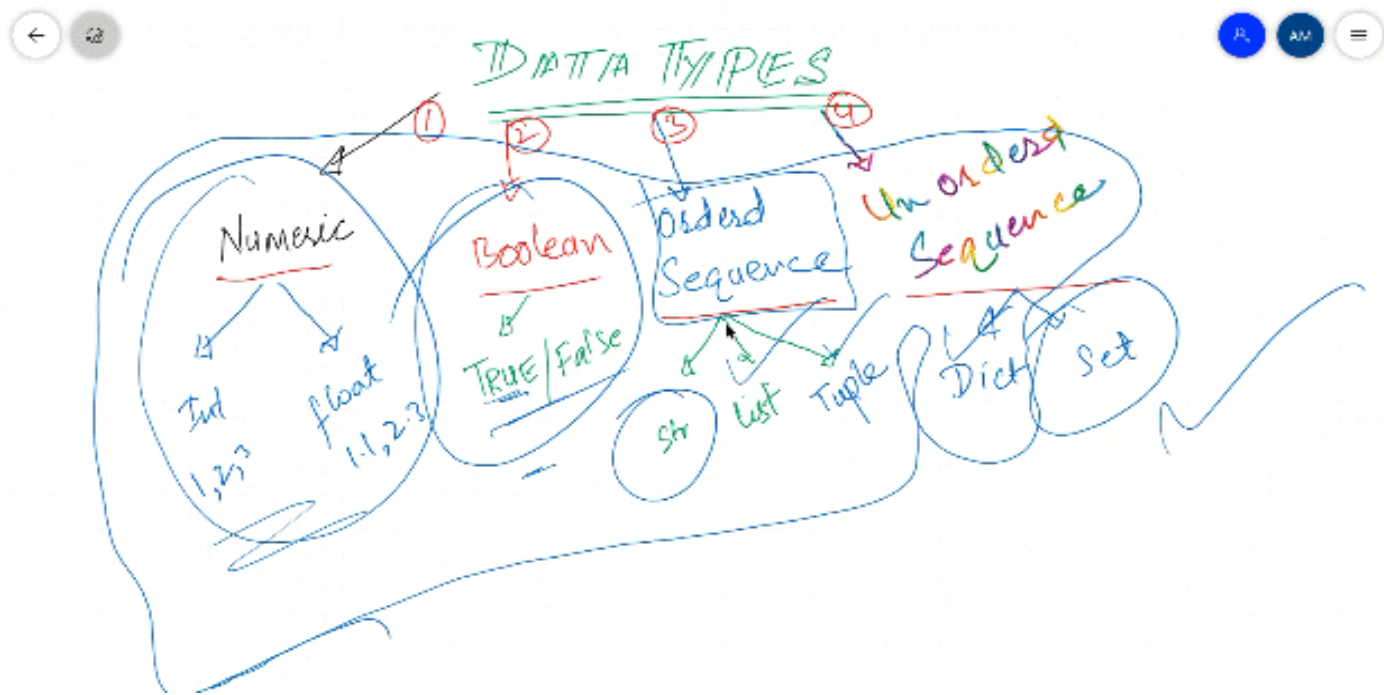 AM
DATA TYPES
1
2
3
4
Numeric
Boolean
Orderd
Sequence
Un orderd
Sequence
Int
float
1, 2, 3
1.1, 2.3
TRUE/False
Str
List
Tuple
Dict
Set